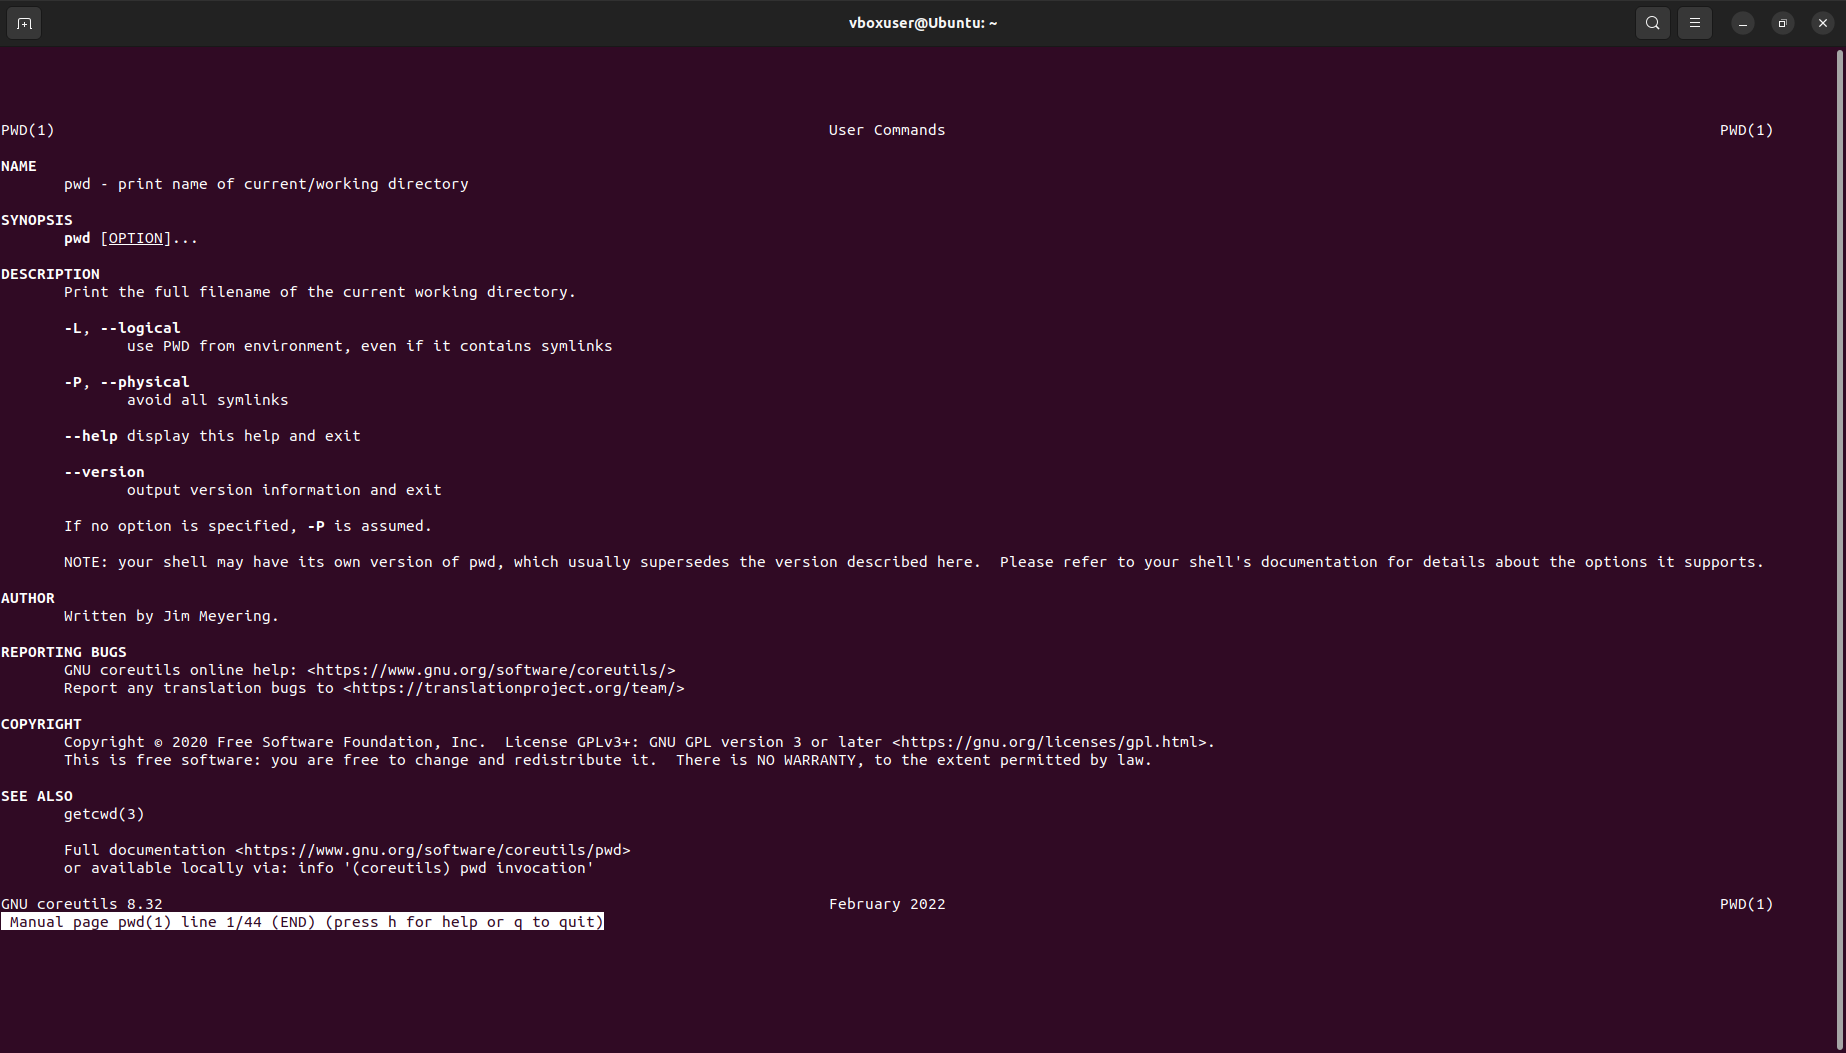 vboxuser@Ubuntu: ~
PWD(1) User Commands PWD(1)
NAME
pwd - print name of current/working directory
SYNOPSIS
pwd [OPTION]...
DESCRIPTION
Print the full filename of the current working directory.
-L, --logical
use PWD from environment, even if it contains symlinks
-P, --physical
avoid all symlinks
--help display this help and exit
--version
output version information and exit
If no option is specified, -P is assumed.
NOTE: your shell may have its own version of pwd, which usually supersedes the version described here.  Please refer to your shell's documentation for details about the options it supports.
AUTHOR
Written by Jim Meyering.
REPORTING BUGS
GNU coreutils online help: <https://www.gnu.org/software/coreutils/>
Report any translation bugs to <https://translationproject.org/team/>
COPYRIGHT
Copyright © 2020 Free Software Foundation, Inc.  License GPLv3+: GNU GPL version 3 or later <https://gnu.org/licenses/gpl.html>.
This is free software: you are free to change and redistribute it.  There is NO WARRANTY, to the extent permitted by law.
SEE ALSO
getcwd(3)
Full documentation <https://www.gnu.org/software/coreutils/pwd>
or available locally via: info '(coreutils) pwd invocation'
GNU coreutils 8.32 February 2022 PWD(1)
Manual page pwd(1) line 1/44 (END) (press h for help or q to quit)